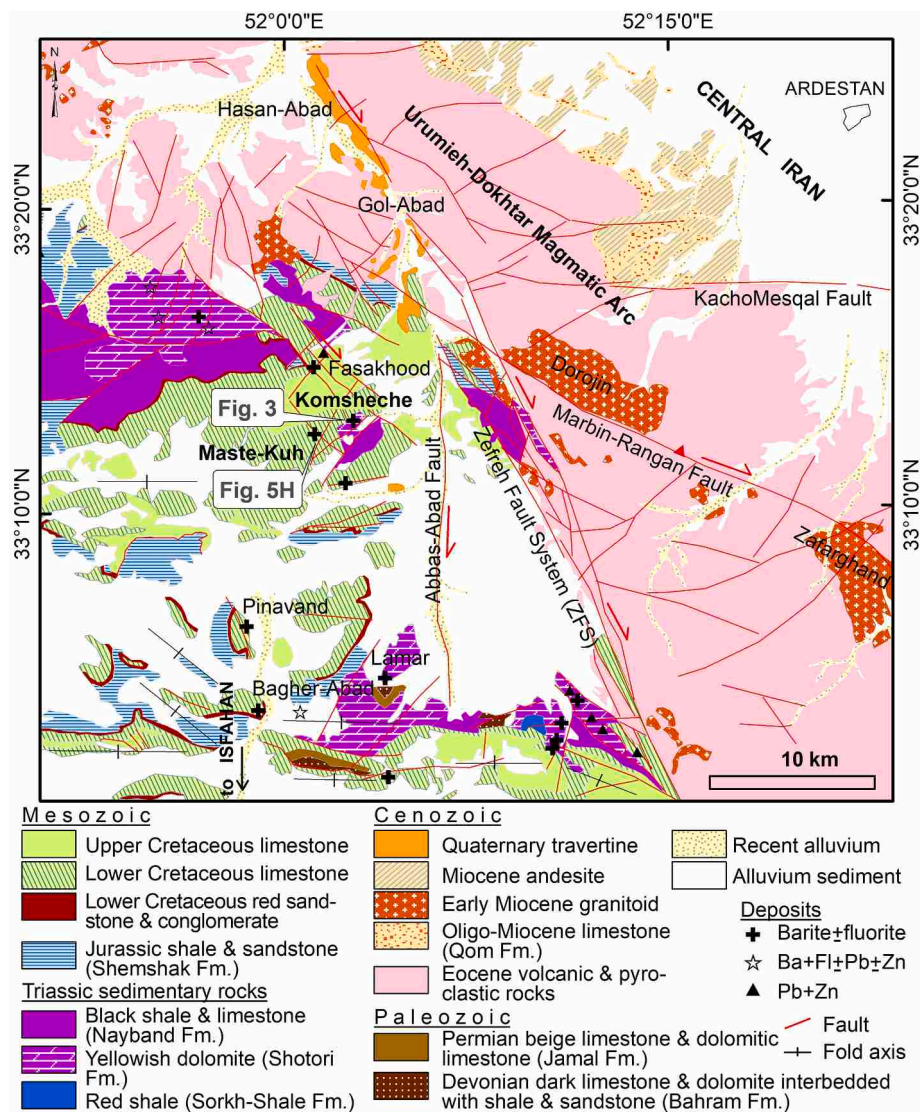 52°0'0"E
52°15'0"E
N
Hasan-Abad
ARDESTAN
CENTRAL IRAN
Urumieh-Dokhtar Magmatic Arc
33°20'0"N
33°20'0"N
Gol-Abad
KachoMesqal Fault
Fasakhood
Dorojin
Fig. 3
Komsheche
Marbin-Rangan Fault
Maste-Kuh
Fig. 5H
Zefreh Fault System (ZFS)
Abbas-Abad Fault
33°10'0"N
33°10'0"N
Zafarghand
Pinavand
Lamar
Bagher-Abad
to ISFAHAN
10 km
Mesozoic
Upper Cretaceous limestone
Lower Cretaceous limestone
Lower Cretaceous red sand-
stone & conglomerate
Jurassic shale & sandstone
(Shemshak Fm.)
Triassic sedimentary rocks
Black shale & limestone
(Nayband Fm.)
Yellowish dolomite (Shotori
Fm.)
Red shale (Sorkh-Shale Fm.)
Cenozoic
Quaternary travertine
Miocene andesite
Early Miocene granitoid
Oligo-Miocene limestone
(Qom Fm.)
Eocene volcanic & pyro-
clastic rocks
Paleozoic
Permian beige limestone & dolomitic
limestone (Jamal Fm.)
Devonian dark limestone & dolomite interbedded
with shale & sandstone (Bahram Fm.)
Recent alluvium
Alluvium sediment
Deposits
Barite±fluorite
Ba+Fl±Pb±Zn
Pb+Zn
Fault
Fold axis